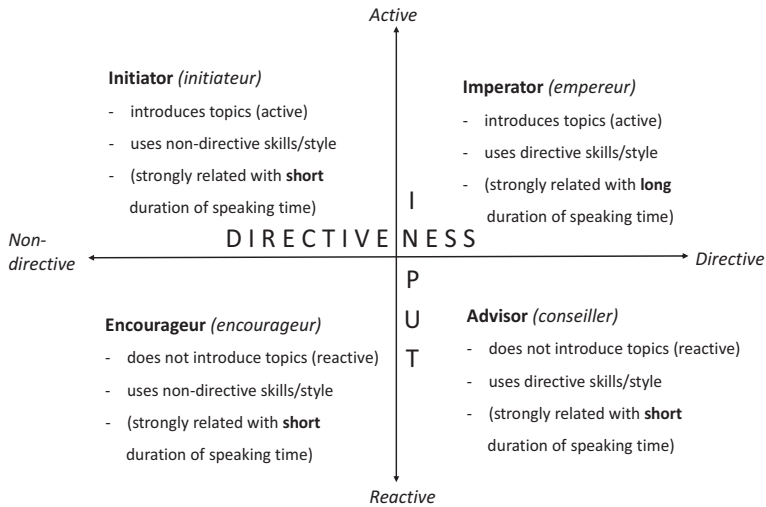 Active
Initiator (initiateur)
- introduces topics (active)
- uses non-directive skills/style
- (strongly related with short
duration of speaking time)
Imperator (empereur)
- introduces topics (active)
- uses directive skills/style
- (strongly related with long
duration of speaking time)
DIRECTIVENESS
INPUT
Non-
directive
Directive
Encourageur (encourageur)
- does not introduce topics (reactive)
- uses non-directive skills/style
- (strongly related with short
duration of speaking time)
Advisor (conseiller)
- does not introduce topics (reactive)
- uses directive skills/style
- (strongly related with short
duration of speaking time)
Reactive